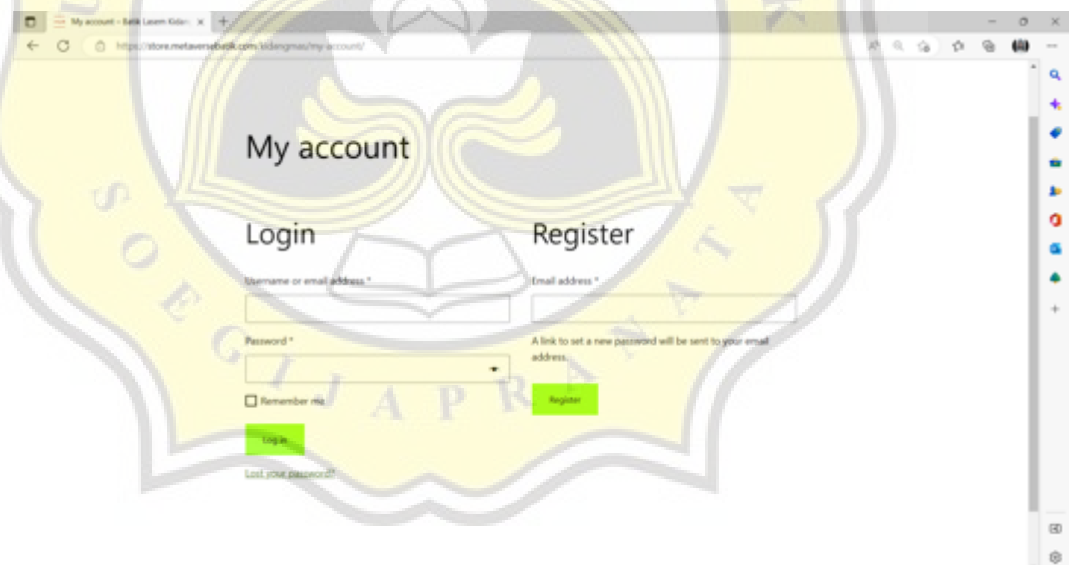 My account – Batik Lasem Kidan
https://store.metaversebatik.com/kidangmas/my-account/
My account
Login
Register
Username or email address *
Email address *
Password *
A link to set a new password will be sent to your email
address.
Remember me
Register
Log in
Lost your password?
SOEGIJAPRANATA